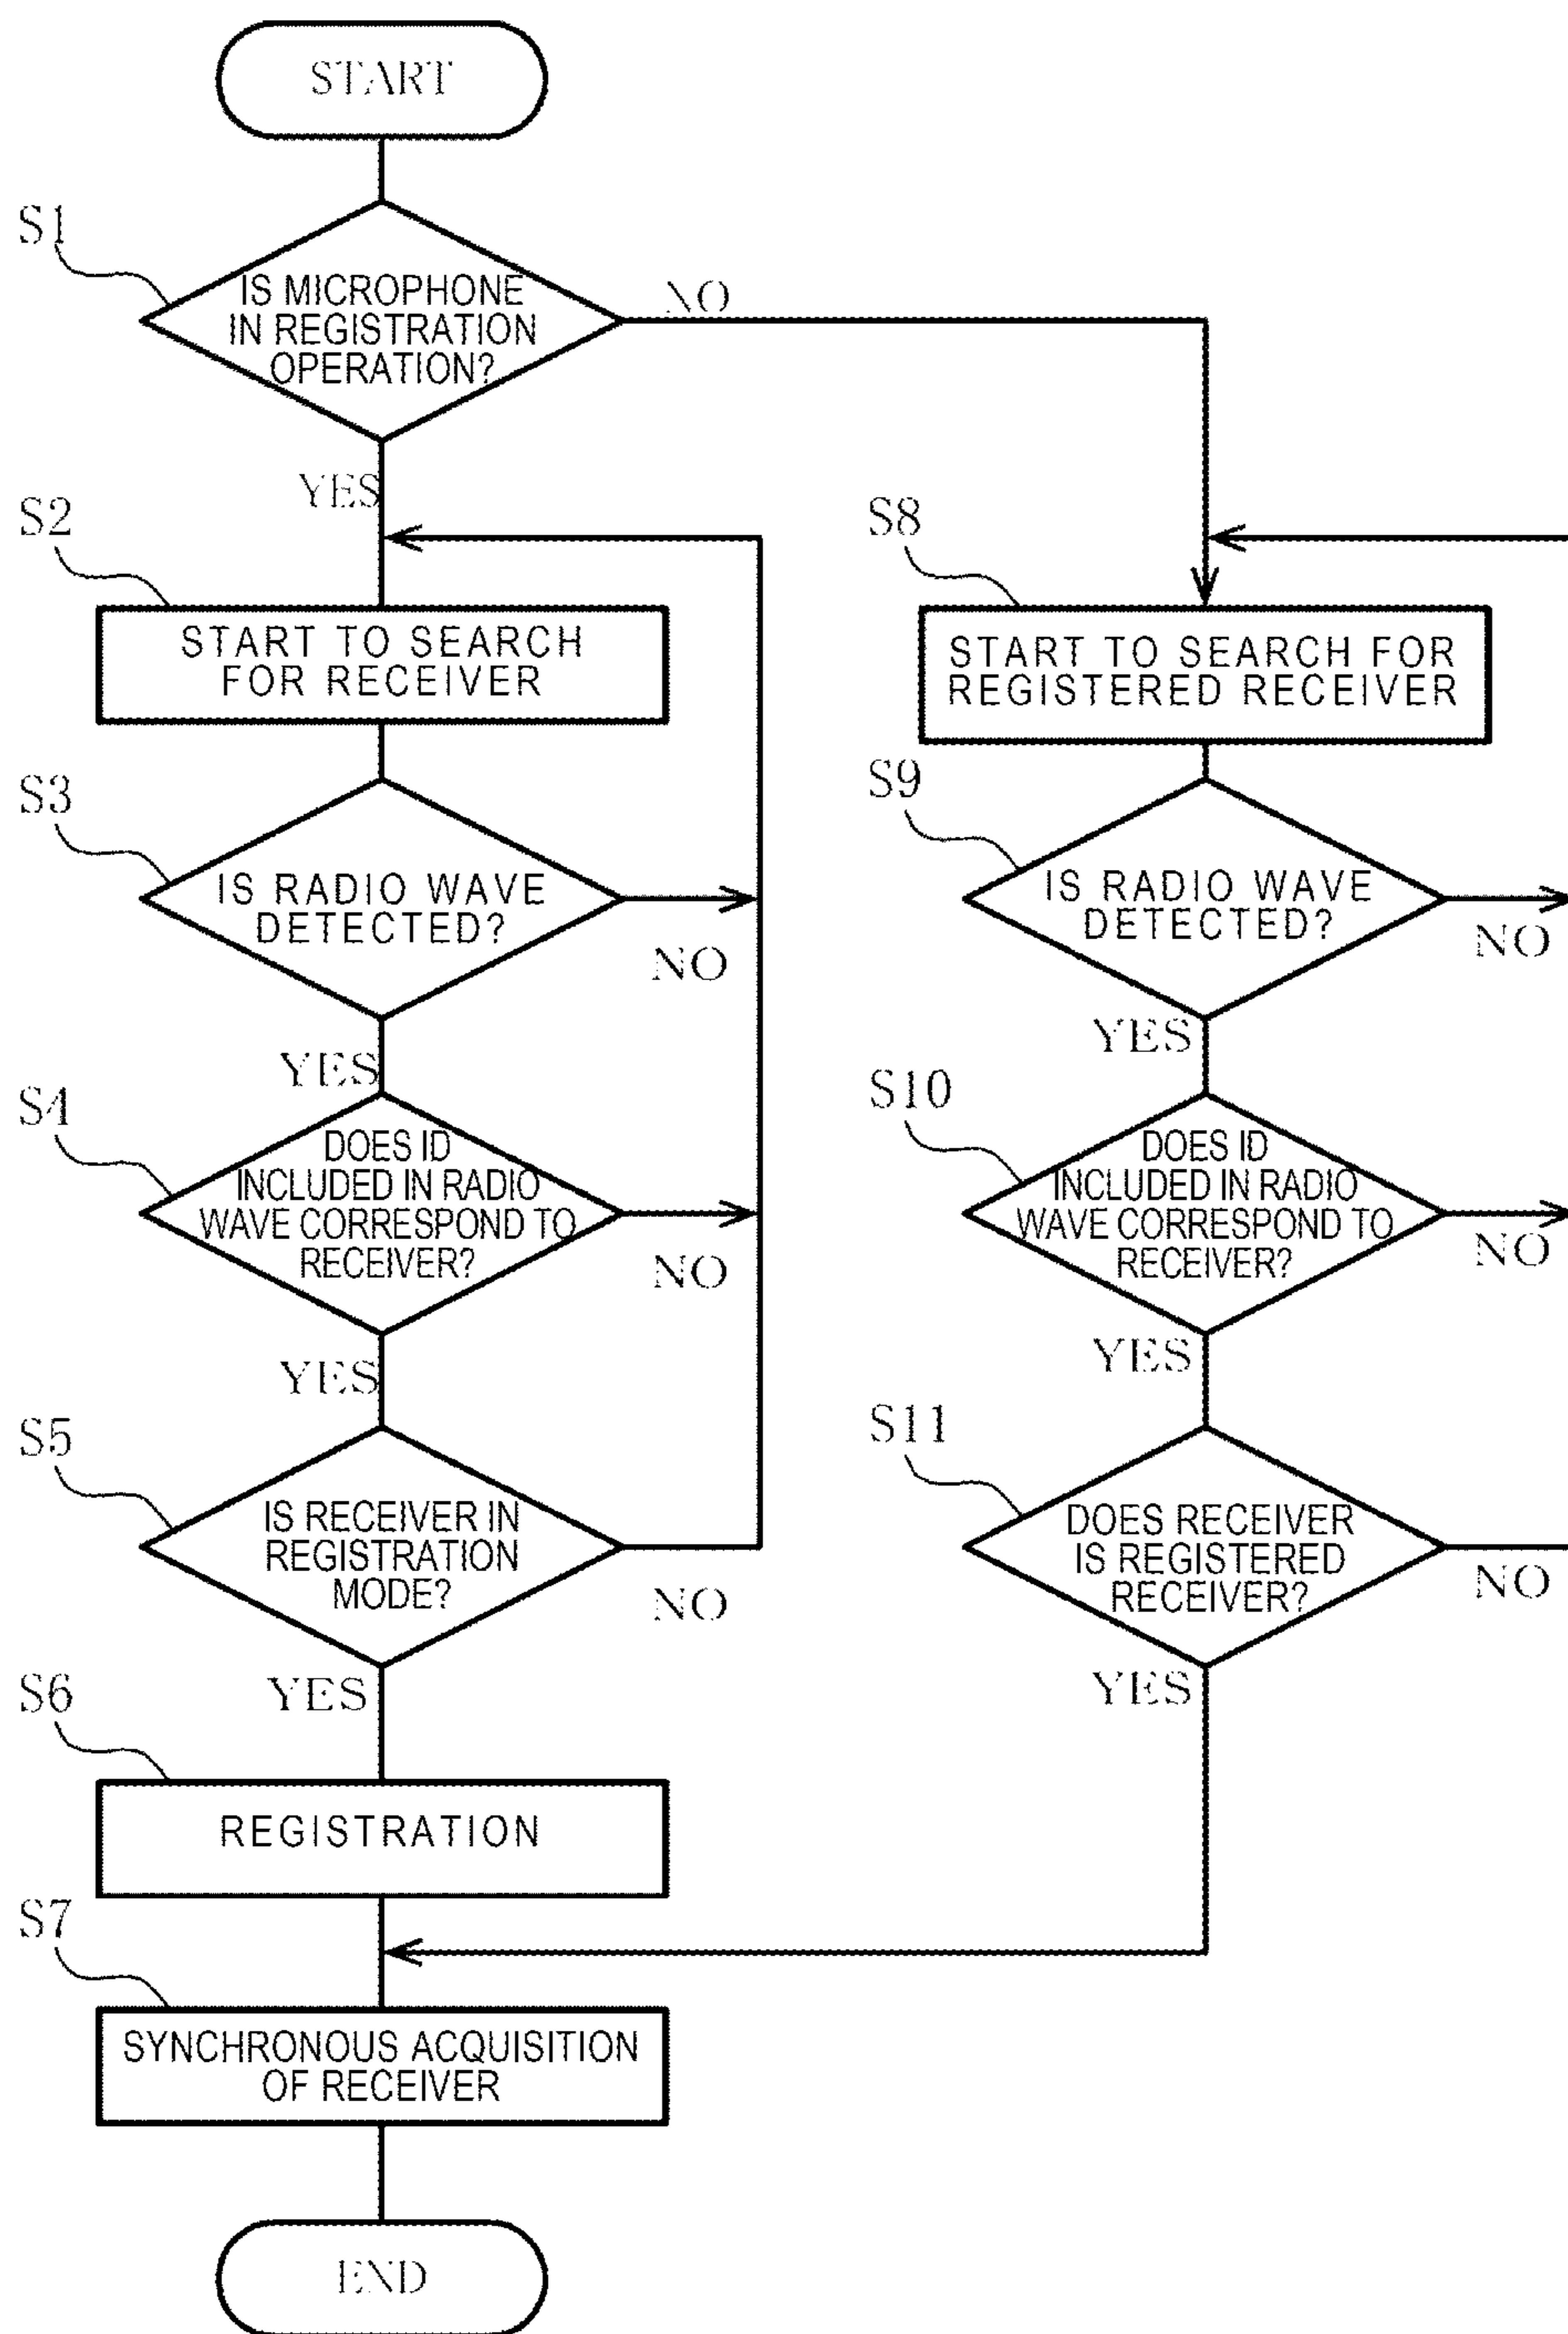 START
S1
IS MICROPHONE
IN REGISTRATION
OPERATION?
NO
YES
S2
START TO SEARCH
FOR RECEIVER
S3
IS RADIO WAVE
DETECTED?
NO
YES
S4
DOES ID
INCLUDED IN RADIO
WAVE CORRESPOND TO
RECEIVER?
NO
YES
S5
IS RECEIVER IN
REGISTRATION
MODE?
NO
YES
S6
REGISTRATION
S7
SYNCHRONOUS ACQUISITION
OF RECEIVER
END
S8
START TO SEARCH FOR
REGISTERED RECEIVER
S9
IS RADIO WAVE
DETECTED?
NO
YES
S10
DOES ID
INCLUDED IN RADIO
WAVE CORRESPOND TO
RECEIVER?
NO
YES
S11
DOES RECEIVER
IS REGISTERED
RECEIVER?
NO
YES